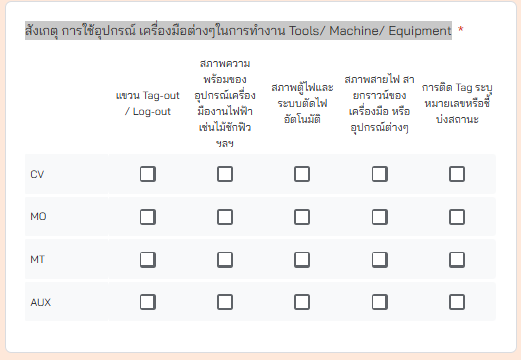 สังเกตุ การใช้อุปกรณ์ เครื่องมือต่างๆในการทำงาน Tools/ Machine/ Equipment *
แขวน Tag-out
/ Log-out
สภาพความ
พร้อมของ
อุปกรณ์เครื่อง
มืองานไฟฟ้า
เช่นไม้ชักฟิว
ฯลฯ
สภาพตู้ไฟและ
ระบบตัดไฟ
อัตโนมัติ
สภาพสายไฟ สา
ยกราวน์ของ
เครื่องมือ หรือ
อุปกรณ์ต่างๆ
การติด Tag ระบุ
หมายเลขหรือชี้
บ่งสถานะ
CV
MO
MT
AUX